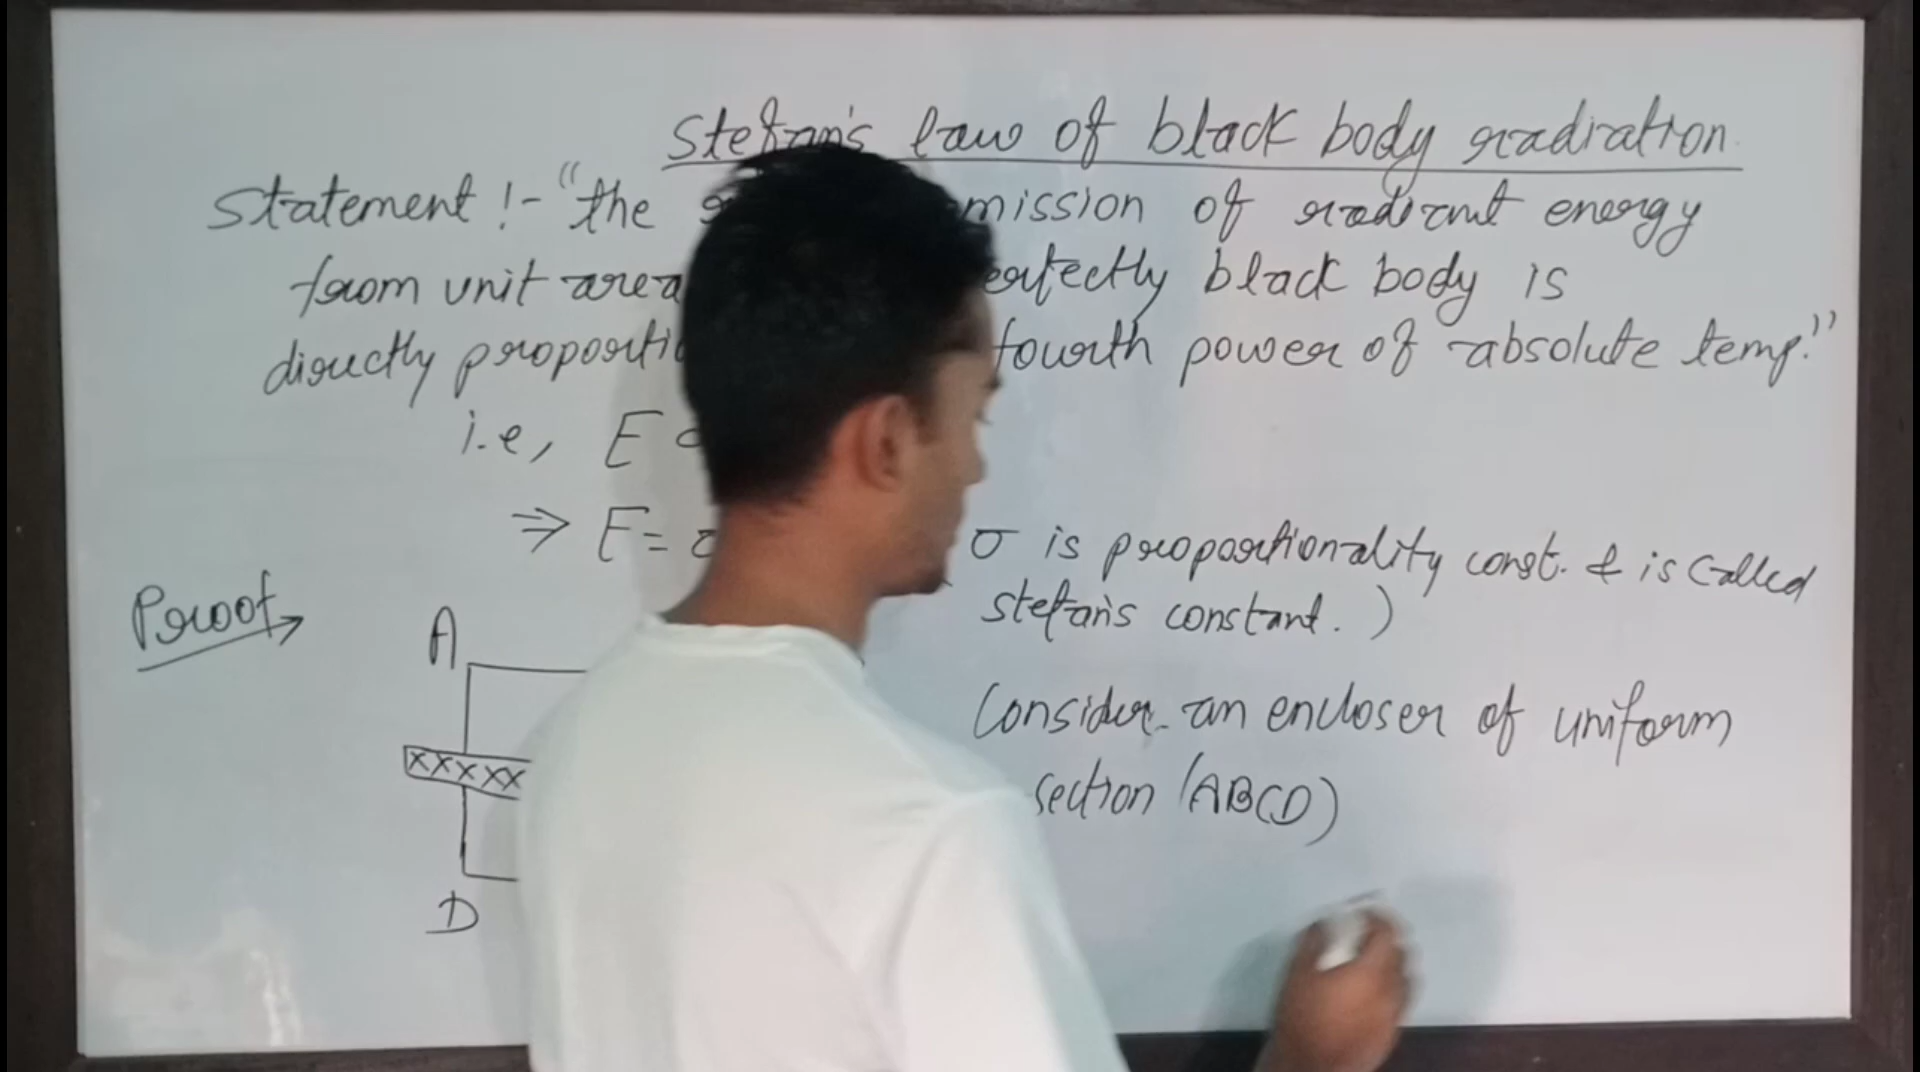 Stefan's law of black body radiation
Statement :- "the mission of radiant energy
from unit area perfectly black body is
directly proporti fourth power of absolute temp."
i.e, E
⇒ E = σ is proportionality const. & is called
stefan's constant. )
Proof →
A
Consider an encloser of uniform
section (ABCD)
xxxxx
D